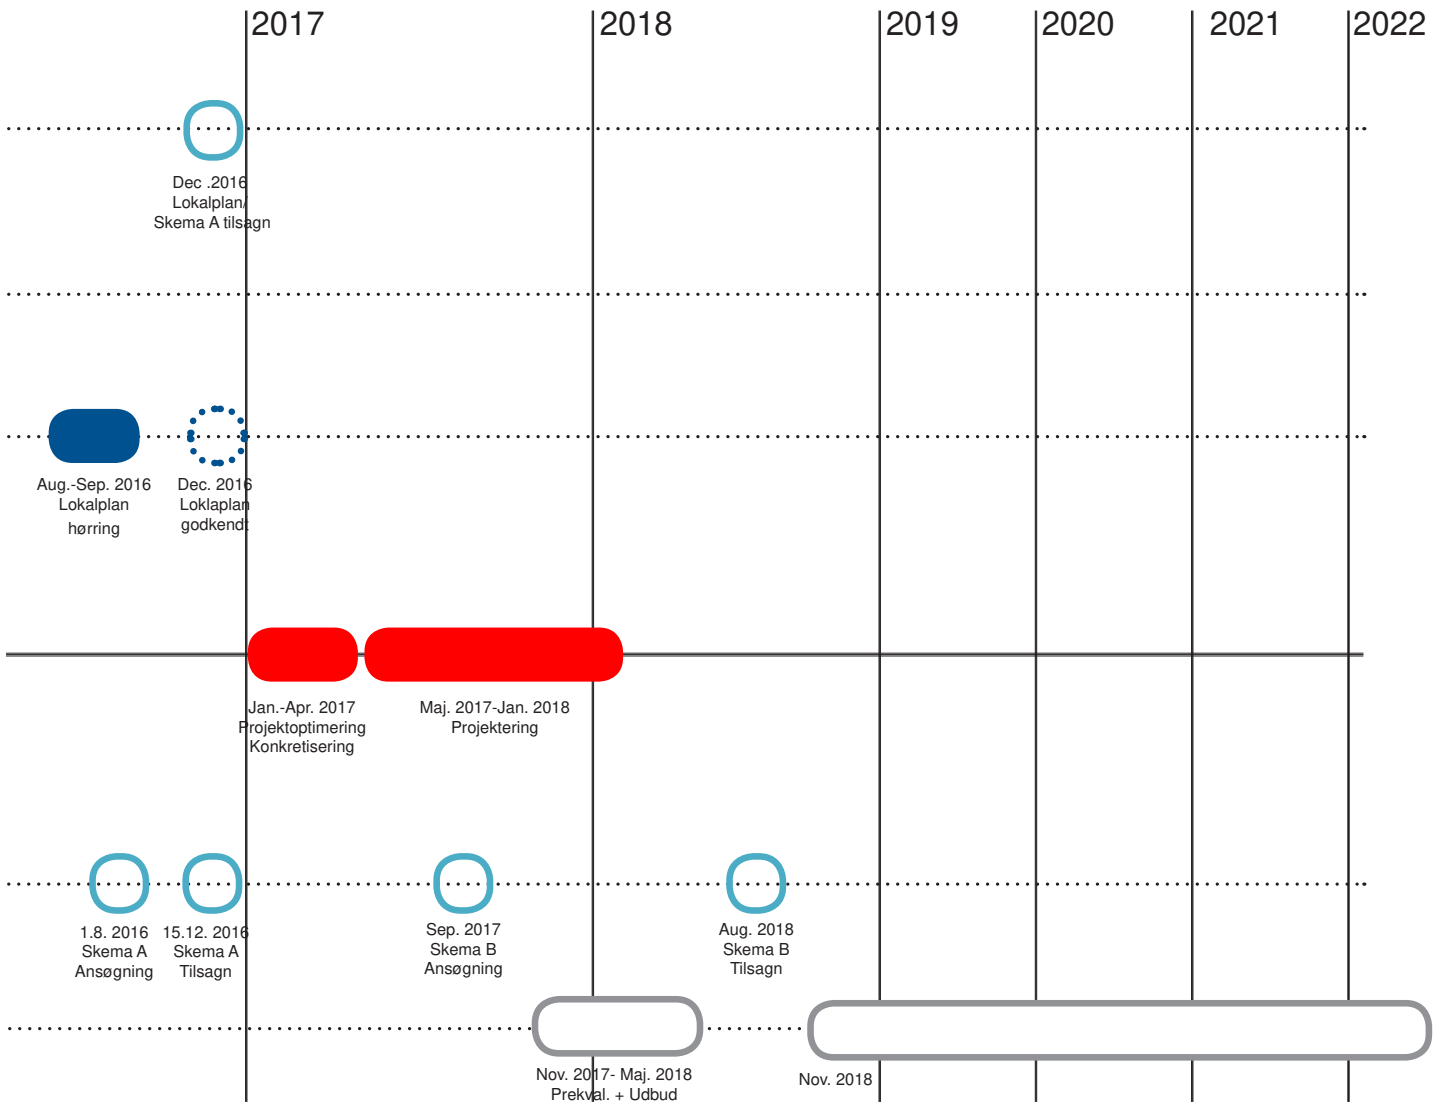 2017
2018
2019
2020
2021
2022
Dec .2016
Lokalplan/
Skema A tilsagn
Aug.-Sep. 2016
Lokalplan
hørring
Dec. 2016
Loklaplan
godkendt
Jan.-Apr. 2017
Projektoptimering
Konkretisering
Maj. 2017-Jan. 2018
Projektering
1.8. 2016
Skema A
Ansøgning
15.12. 2016
Skema A
Tilsagn
Sep. 2017
Skema B
Ansøgning
Aug. 2018
Skema B
Tilsagn
Nov. 2017- Maj. 2018
Prekval. + Udbud
Nov. 2018